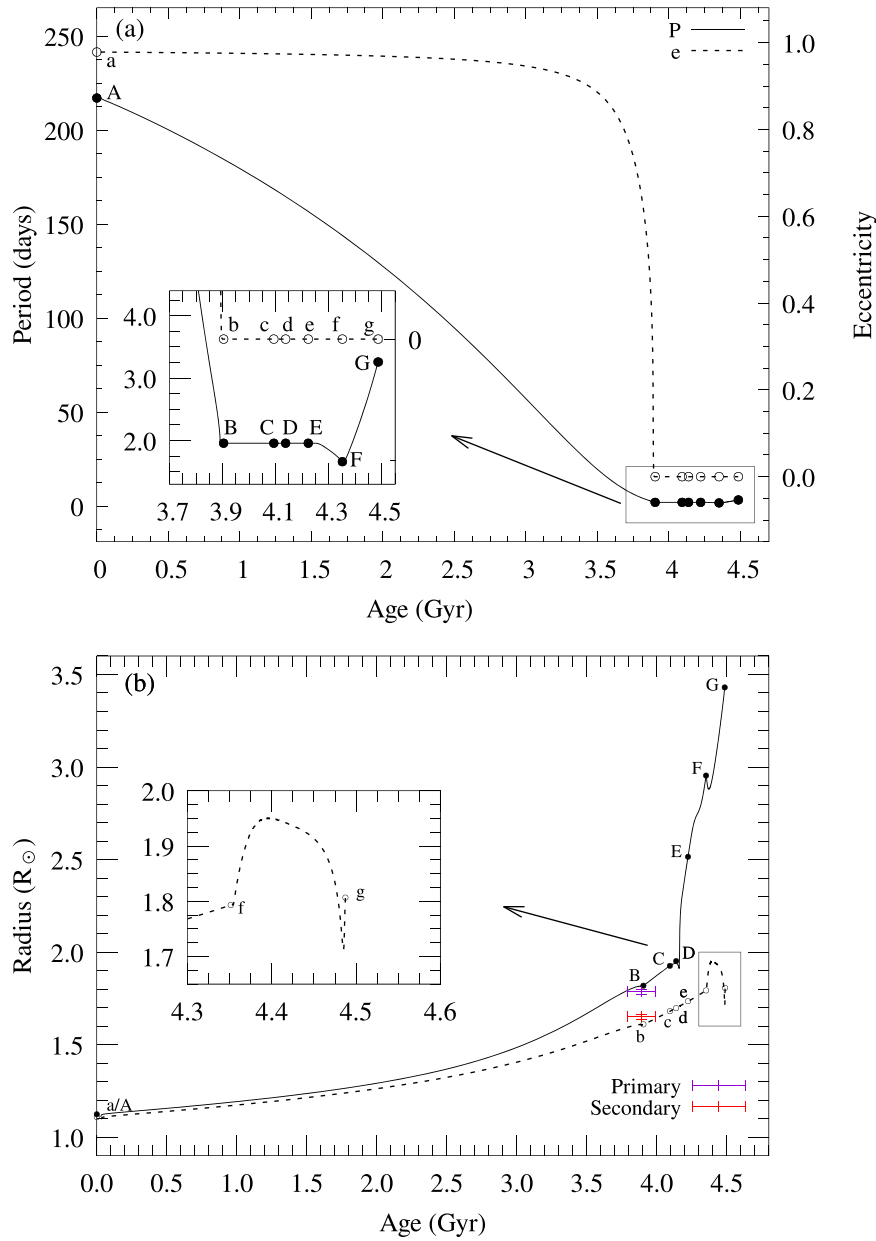 (a)
P
e
250
200
150
100
50
0
Period (days)
1.0
0.8
0.6
0.4
0.2
0.0
Eccentricity
a
A
4.0
3.0
2.0
b c d e f g
0
B C D E F G
3.7 3.9 4.1 4.3 4.5
0 0.5 1 1.5 2 2.5 3 3.5 4 4.5
Age (Gyr)
(b)
3.5
3.0
2.5
2.0
1.5
1.0
Radius (R☉)
2.0
1.9
1.8
1.7
f
g
4.3 4.4 4.5 4.6
G
F
E
D
C
B
e
d
c
b
a/A
Primary
Secondary
0.0 0.5 1.0 1.5 2.0 2.5 3.0 3.5 4.0 4.5
Age (Gyr)